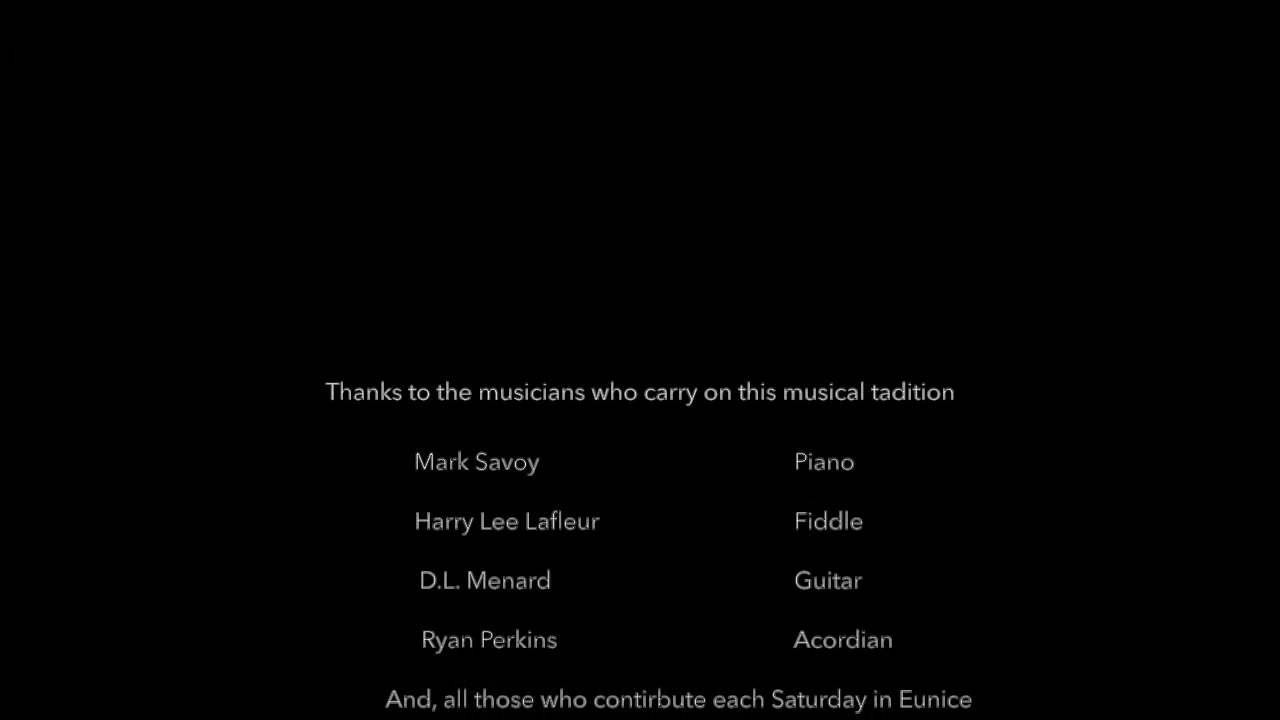 Thanks to the musicians who carry on this musical tadition
Mark Savoy Piano
Harry Lee Lafleur Fiddle
D.L. Menard Guitar
Ryan Perkins Acordian
And, all those who contirbute each Saturday in Eunice